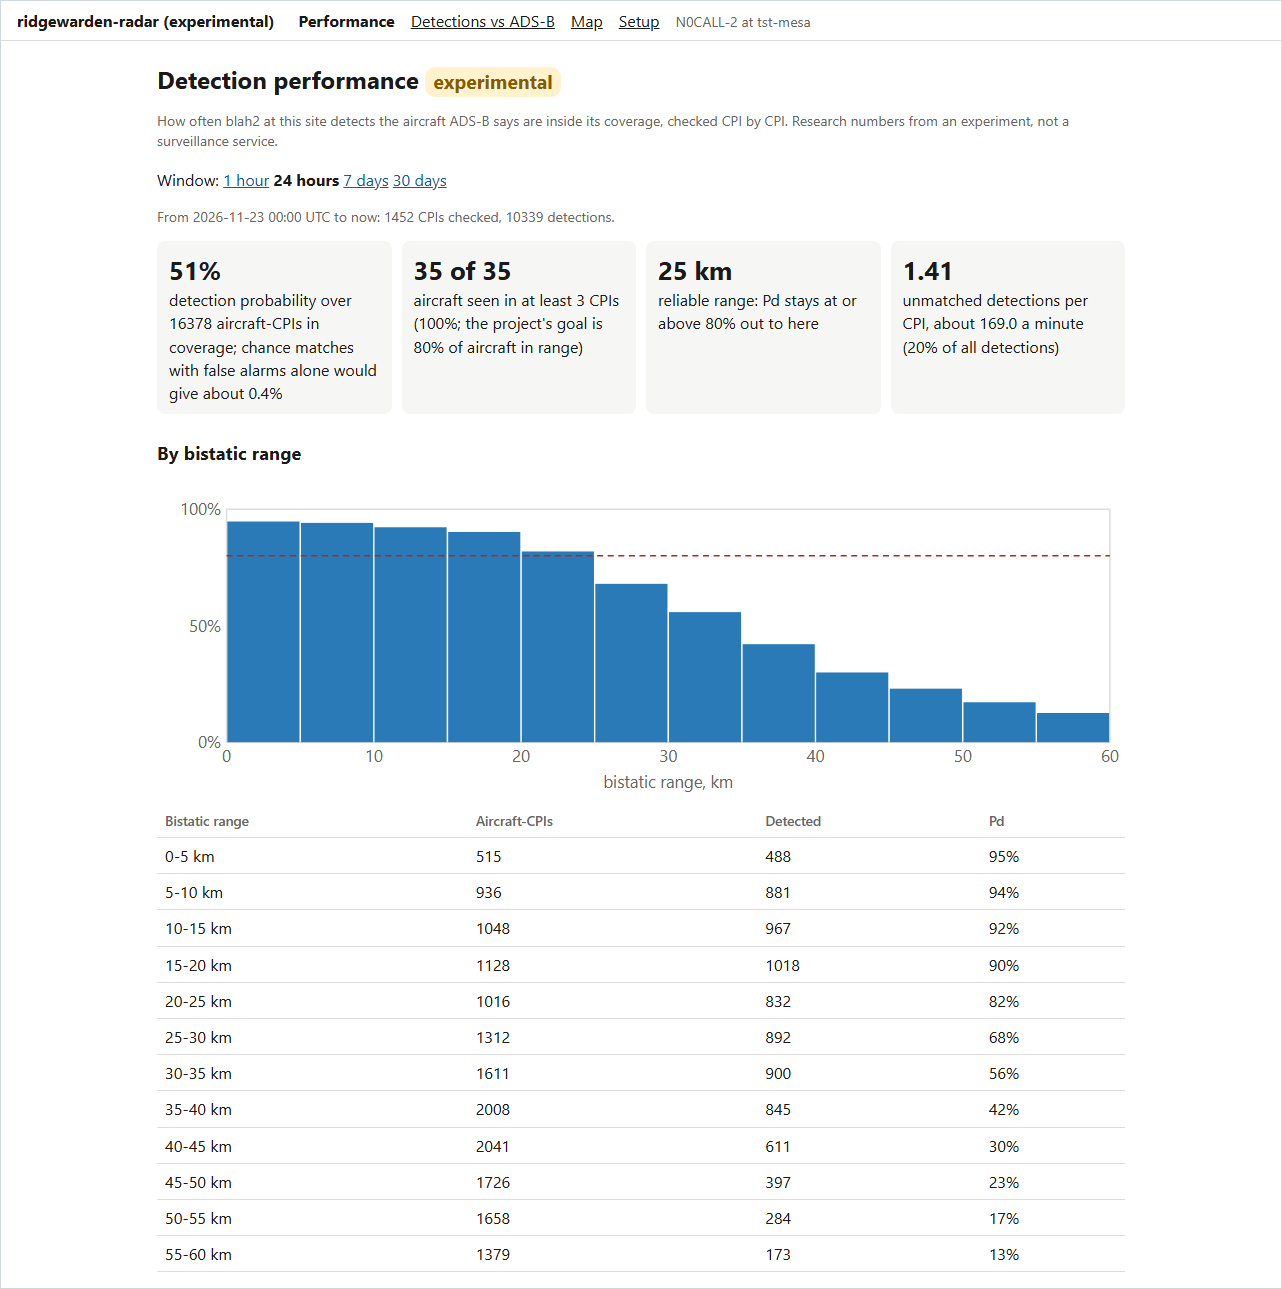 ridgewarden-radar (experimental) Performance Detections vs ADS-B Map Setup N0CALL-2 at tst-mesa
Detection performance experimental
How often blah2 at this site detects the aircraft ADS-B says are inside its coverage, checked CPI by CPI. Research numbers from an experiment, not a
surveillance service.
Window: 1 hour 24 hours 7 days 30 days
From 2026-11-23 00:00 UTC to now: 1452 CPIs checked, 10339 detections.
51%
detection probability over
16378 aircraft-CPIs in
coverage; chance matches
with false alarms alone would
give about 0.4%
35 of 35
aircraft seen in at least 3 CPIs
(100%; the project's goal is
80% of aircraft in range)
25 km
reliable range: Pd stays at or
above 80% out to here
1.41
unmatched detections per
CPI, about 169.0 a minute
(20% of all detections)
By bistatic range
100%
50%
0%
0 10 20 30 40 50 60
bistatic range, km
Bistatic range Aircraft-CPIs Detected Pd
0-5 km 515 488 95%
5-10 km 936 881 94%
10-15 km 1048 967 92%
15-20 km 1128 1018 90%
20-25 km 1016 832 82%
25-30 km 1312 892 68%
30-35 km 1611 900 56%
35-40 km 2008 845 42%
40-45 km 2041 611 30%
45-50 km 1726 397 23%
50-55 km 1658 284 17%
55-60 km 1379 173 13%